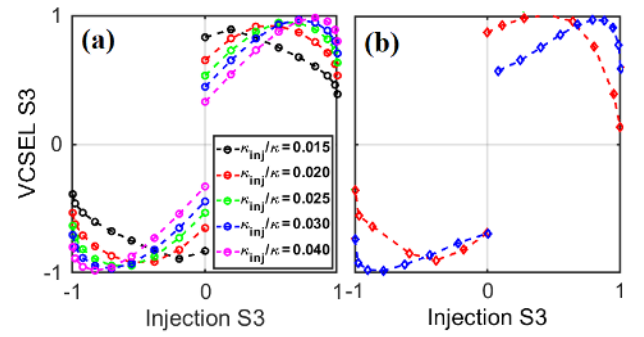 1
(a)
(b)
VCSEL S3
0
κinj/κ=0.015
κinj/κ=0.020
κinj/κ=0.025
κinj/κ=0.030
κinj/κ=0.040
-1
-1 0 1
-1 0 1
Injection S3
Injection S3